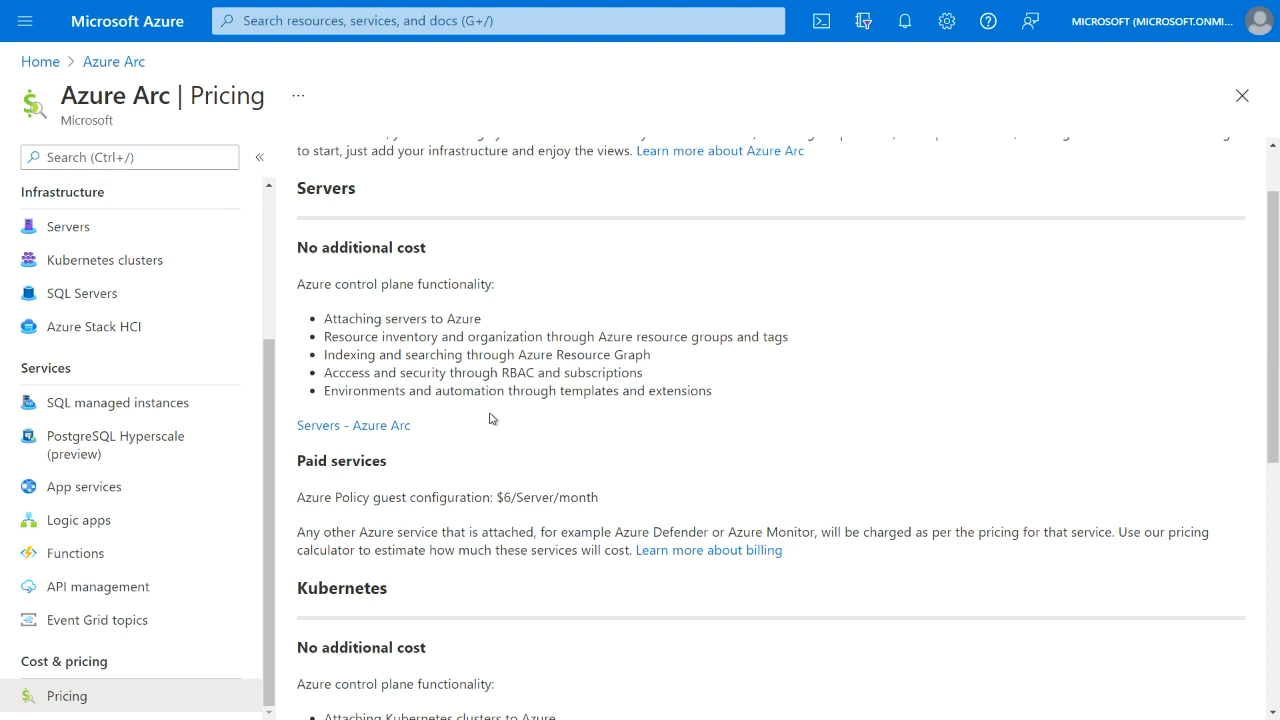 Microsoft Azure
Search resources, services, and docs (G+/)
MICROSOFT (MICROSOFT.ONMI...
Home > Azure Arc
Azure Arc | Pricing ...
Microsoft
Search (Ctrl+/)
«
Infrastructure
Servers
Kubernetes clusters
SQL Servers
Azure Stack HCI
Services
SQL managed instances
PostgreSQL Hyperscale
(preview)
App services
Logic apps
Functions
API management
Event Grid topics
Cost & pricing
Pricing
to start, just add your infrastructure and enjoy the views. Learn more about Azure Arc
Servers
No additional cost
Azure control plane functionality:
• Attaching servers to Azure
• Resource inventory and organization through Azure resource groups and tags
• Indexing and searching through Azure Resource Graph
• Acccess and security through RBAC and subscriptions
• Environments and automation through templates and extensions
Servers - Azure Arc
Paid services
Azure Policy guest configuration: $6/Server/month
Any other Azure service that is attached, for example Azure Defender or Azure Monitor, will be charged as per the pricing for that service. Use our pricing
calculator to estimate how much these services will cost. Learn more about billing
Kubernetes
No additional cost
Azure control plane functionality:
• Attaching Kubernetes clusters to Azure